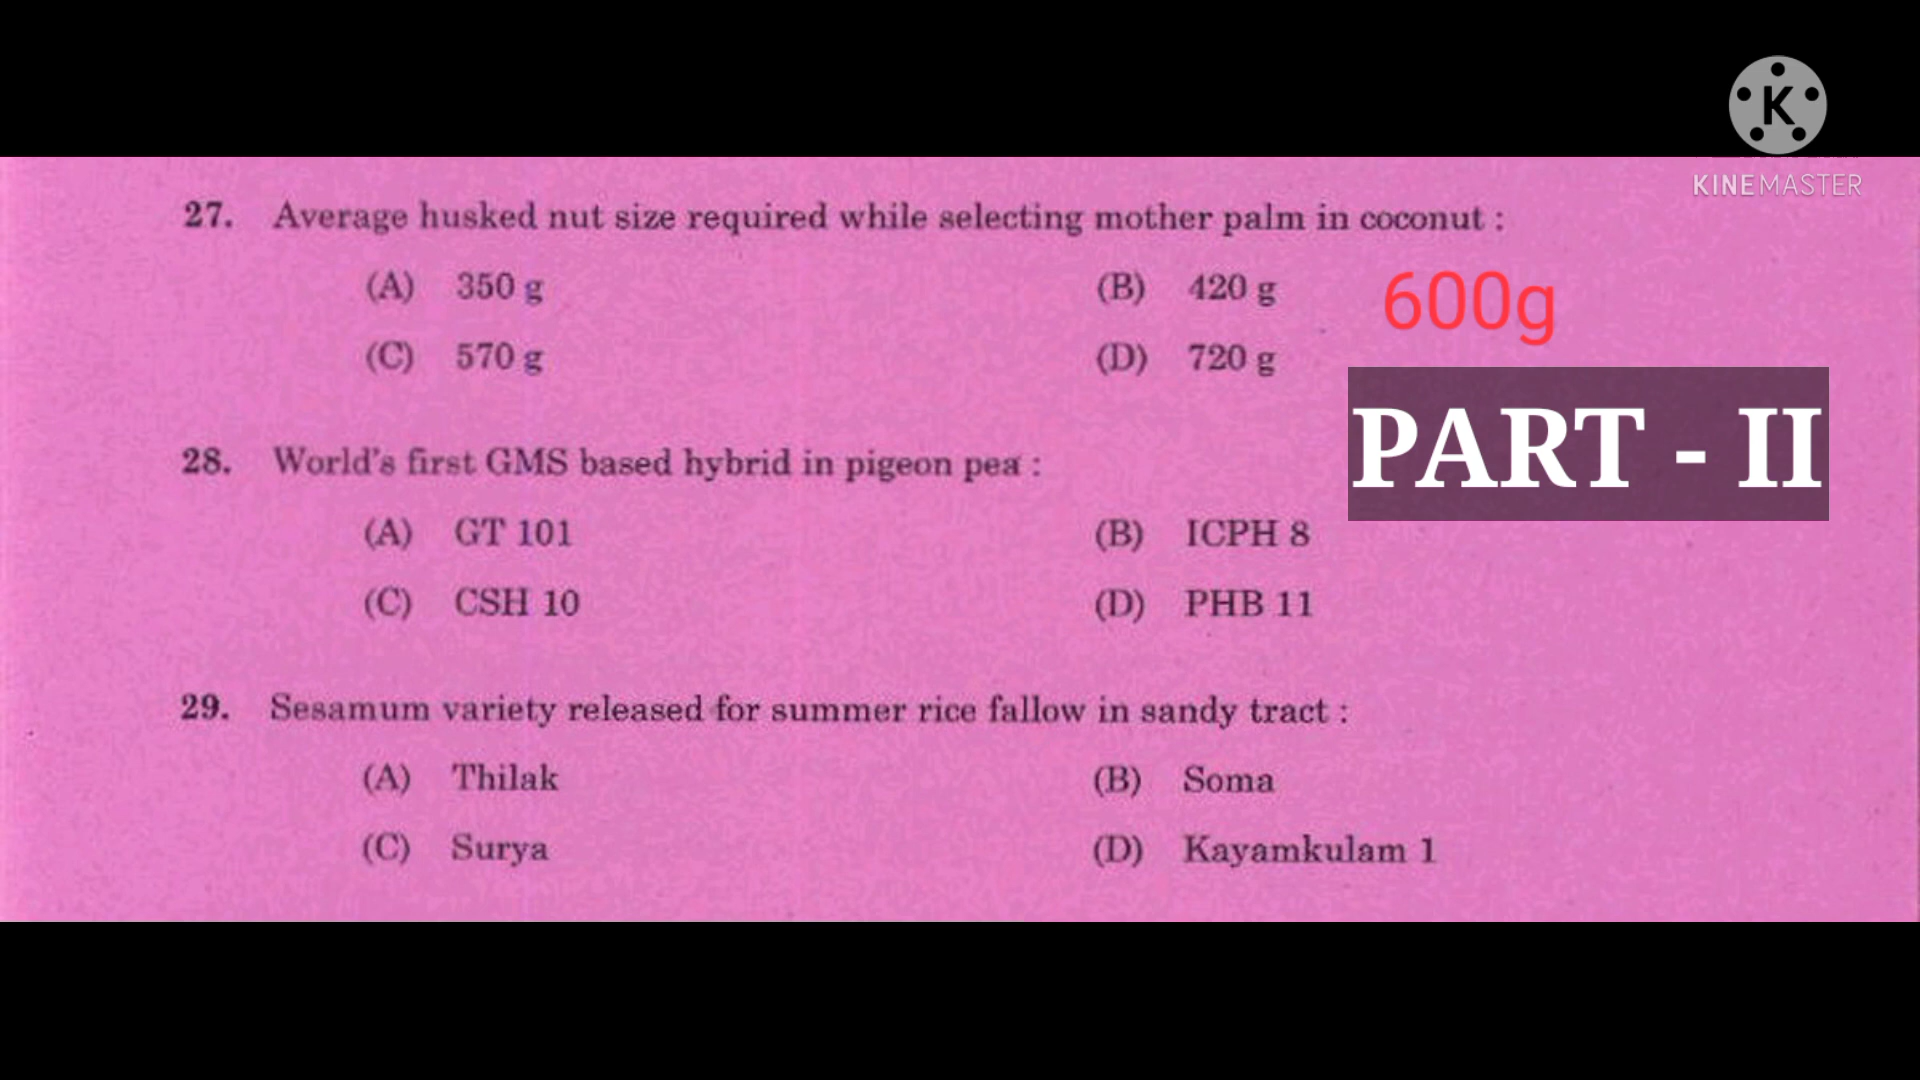 K
KINEMASTER
27. Average husked nut size required while selecting mother palm in coconut :
(A) 350 g (B) 420 g 600g
(C) 570 g (D) 720 g
PART - II
28. World's first GMS based hybrid in pigeon pea :
(A) GT 101 (B) ICPH 8
(C) CSH 10 (D) PHB 11
29. Sesamum variety released for summer rice fallow in sandy tract :
(A) Thilak (B) Soma
(C) Surya (D) Kayamkulam 1